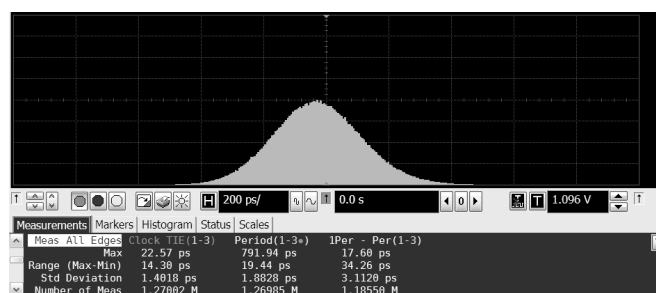 H 200 ps/ 0.0 s 0 T 1.096 V
Measurements Markers Histogram Status Scales
Meas All Edges Clock TIE(1-3) Period(1-3*) 1Per - Per(1-3)
Max 22.57 ps 791.94 ps 17.60 ps
Range (Max-Min) 14.30 ps 19.44 ps 34.26 ps
Std Deviation 1.4018 ps 1.8828 ps 3.1120 ps
Number of Meas 1.27002 M 1.26985 M 1.18550 M